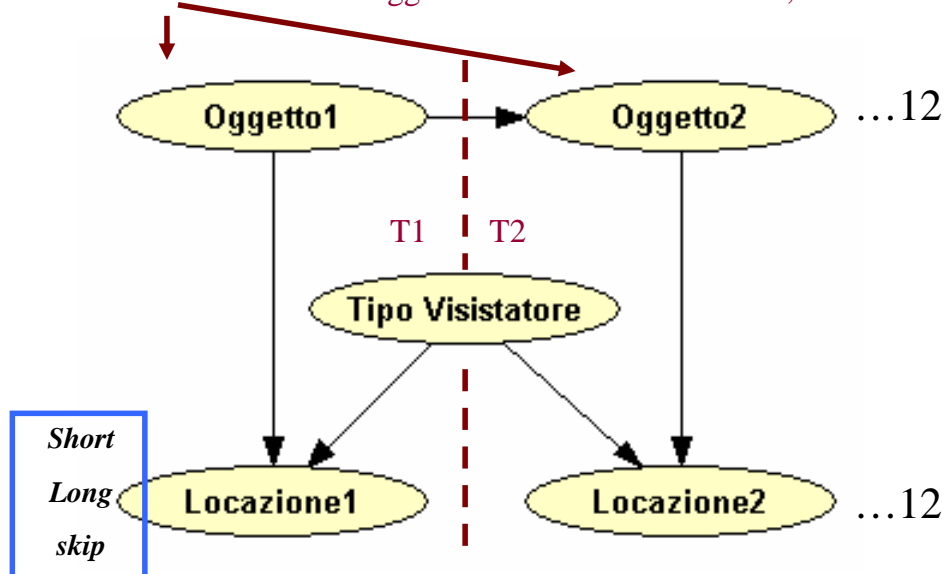 Oggetto1
Oggetto2
...12
T1
T2
Tipo Visistatore
Short
Long
skip
Locazione1
Locazione2
...12